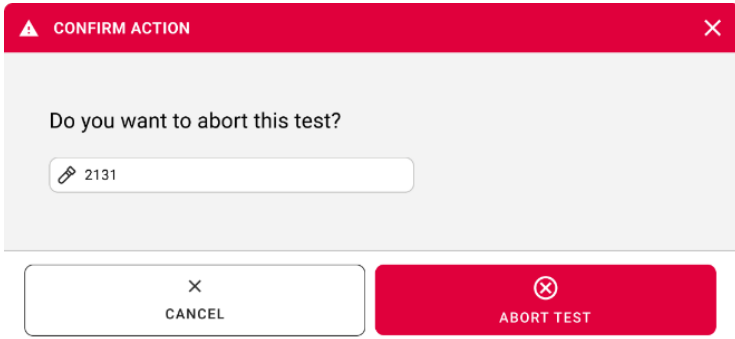 CONFIRM ACTION
Do you want to abort this test?
2131
CANCEL
ABORT TEST